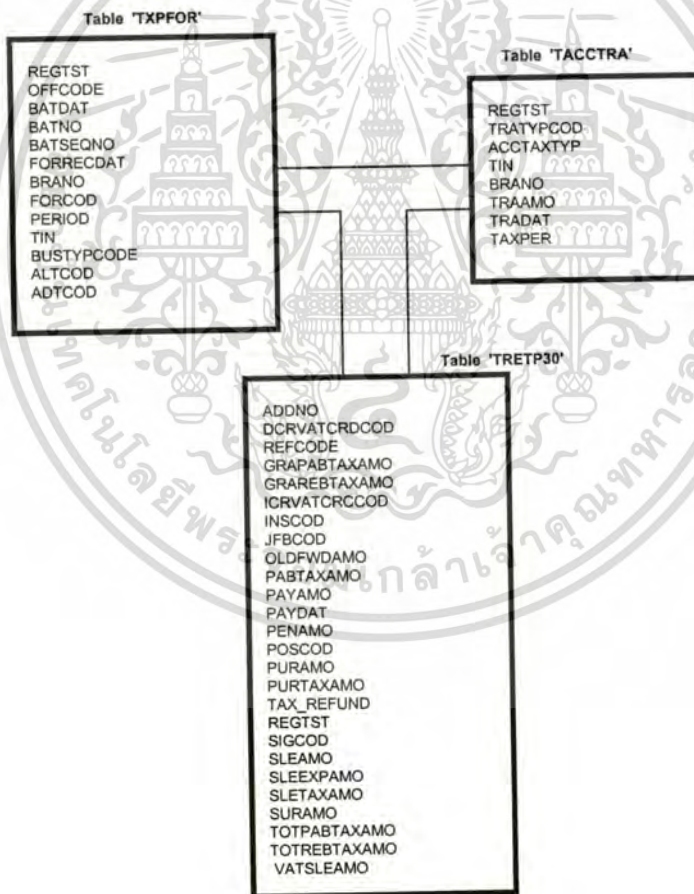 Table 'TXPFOR'
REGTST
OFFCODE
BATDAT
BATNO
BATSEQNO
FORRECDAT
BRANO
FORCOD
PERIOD
TIN
BUSTYPCODE
ALTCOD
ADTCOD
Table 'TACCTRA'
REGTST
TRATYPCOD
ACCTAXTYP
TIN
BRANO
TRAAMO
TRADAT
TAXPER
Table 'TRETP30'
ADDNO
DCRVATCRDCOD
REFCODE
GRAPABTAXAMO
GRAREBTAXAMO
ICRVATCRCCOD
INSCOD
JFBCOD
OLDFWDAMO
PABTAXAMO
PAYAMO
PAYDAT
PENAMO
POSCOD
PURAMO
PURTAXAMO
TAX_REFUND
REGTST
SIGCOD
SLEAMO
SLEEXPAMO
SLETAXAMO
SURAMO
TOTPABTAXAMO
TOTREBTAXAMO
VATSLEAMO